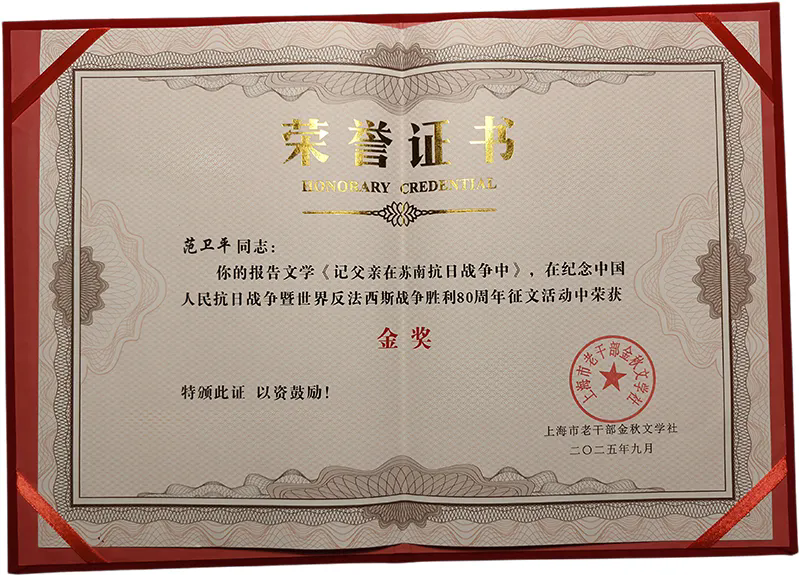 荣誉证书
HONORARY CREDENTIAL
范卫平同志：
你的报告文学《记父亲在苏南抗日战争中》，在纪念中国
人民抗日战争暨世界反法西斯战争胜利80周年征文活动中荣获
金奖
特颁此证 以资鼓励！
上海市老干部金秋文学社
上海市老干部金秋文学社
二〇二五年九月